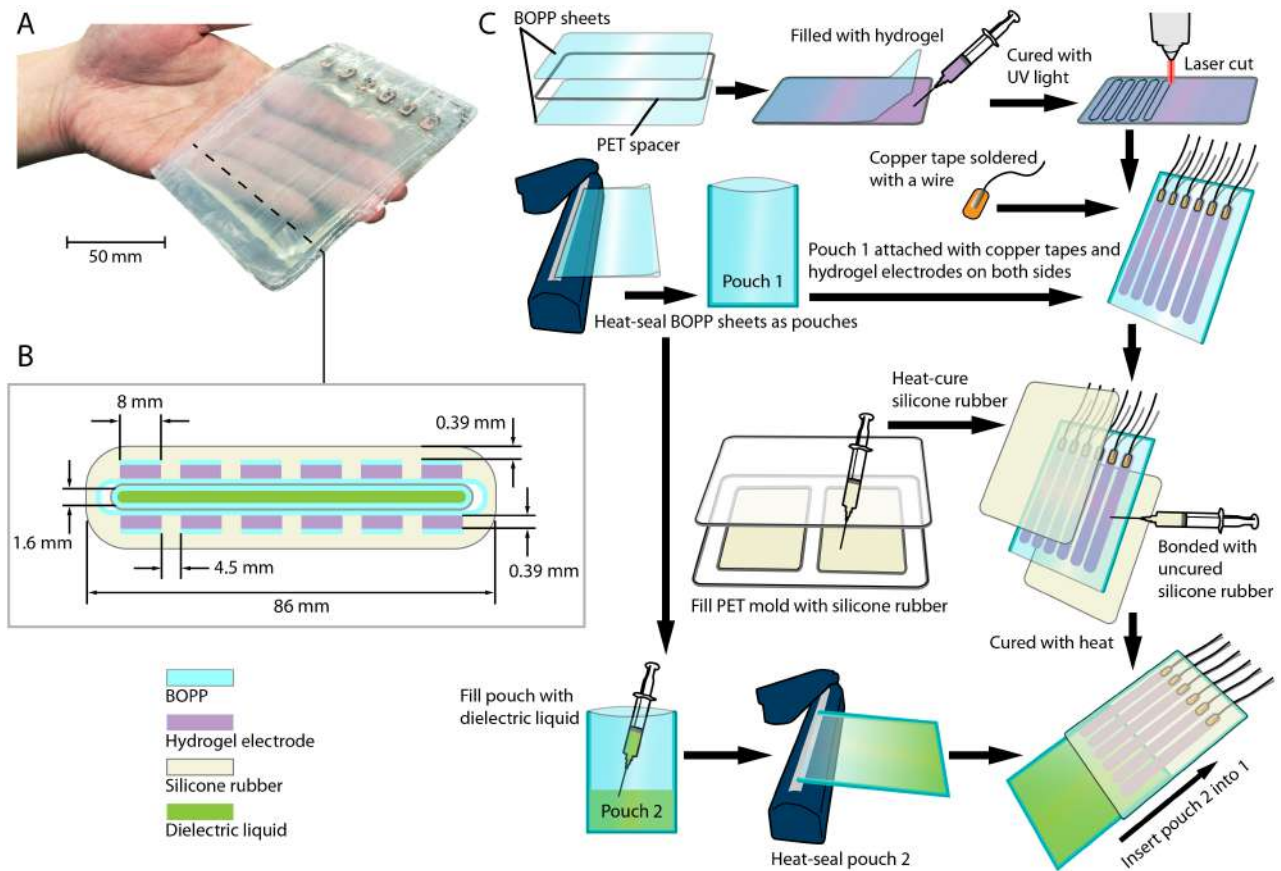 A
50 mm
B
8 mm
0.39 mm
1.6 mm
4.5 mm
0.39 mm
86 mm
BOPP
Hydrogel electrode
Silicone rubber
Dielectric liquid
C
BOPP sheets
PET spacer
Filled with hydrogel
Cured with
UV light
Laser cut
Copper tape soldered
with a wire
Pouch 1
Heat-seal BOPP sheets as pouches
Pouch 1 attached with copper tapes and
hydrogel electrodes on both sides
Heat-cure
silicone rubber
Fill PET mold with silicone rubber
Bonded with
uncured
silicone rubber
Cured with heat
Fill pouch with
dielectric liquid
Pouch 2
Heat-seal pouch 2
Insert pouch 2 into 1